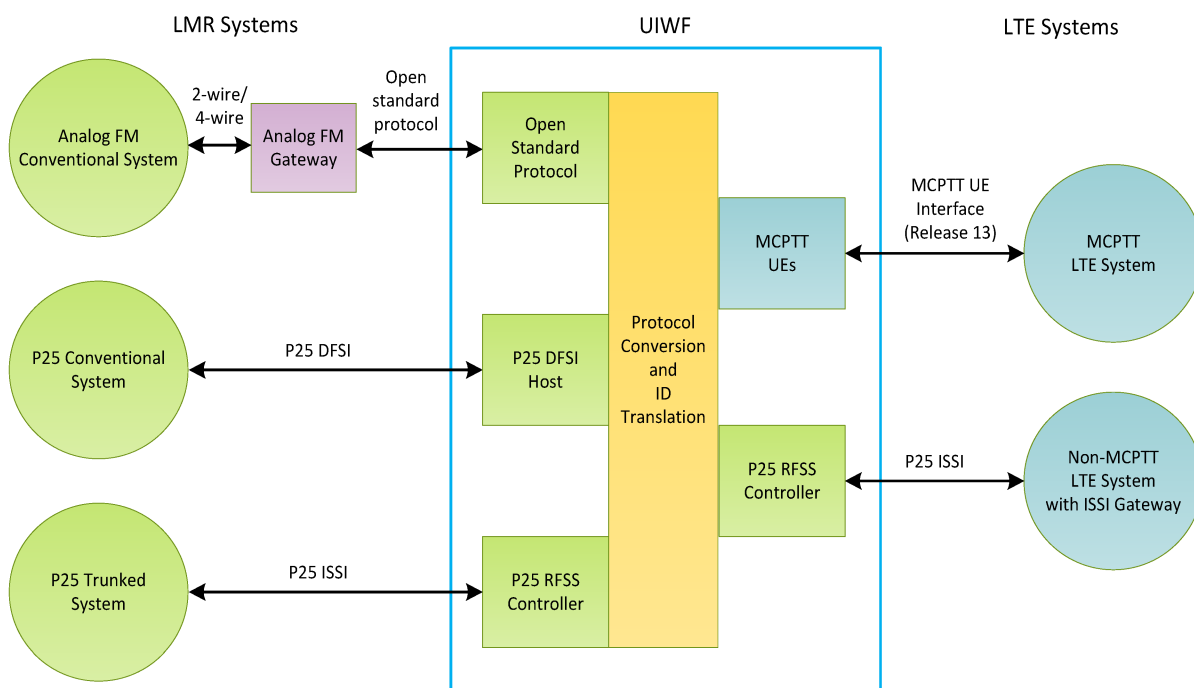 LMR Systems
UIWF
LTE Systems
Analog FM
Conventional System
2-wire/
4-wire
Analog FM
Gateway
Open
standard
protocol
Open
Standard
Protocol
MCPTT
UEs
MCPTT UE
Interface
(Release 13)
MCPTT
LTE System
P25 Conventional
System
P25 DFSI
P25 DFSI
Host
Protocol
Conversion
and
ID
Translation
P25 RFSS
Controller
P25 ISSI
Non-MCPTT
LTE System
with ISSI Gateway
P25 Trunked
System
P25 ISSI
P25 RFSS
Controller